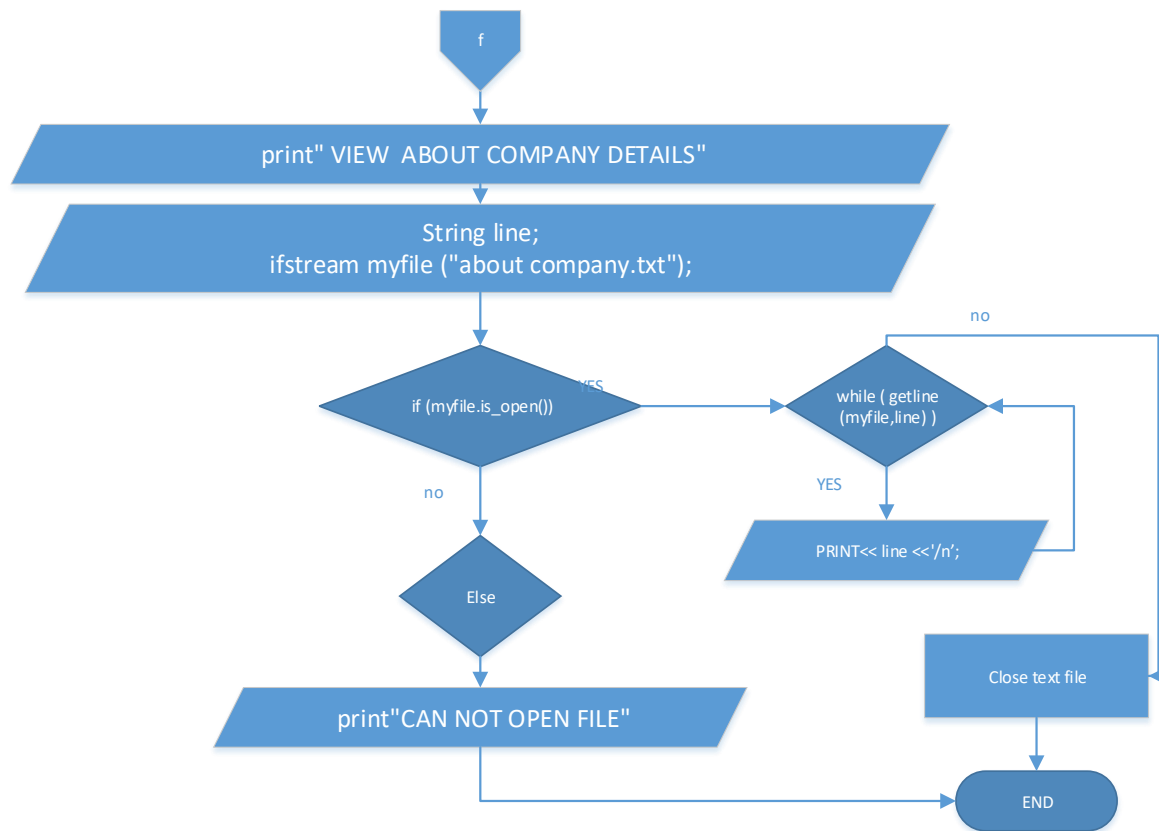 f
print" VIEW  ABOUT COMPANY DETAILS"
String line;
ifstream myfile ("about company.txt");
if (myfile.is_open())
YES
no
while ( getline
(myfile,line) )
no
YES
PRINT<< line <<'/n’;
Else
print"CAN NOT OPEN FILE"
Close text file
END